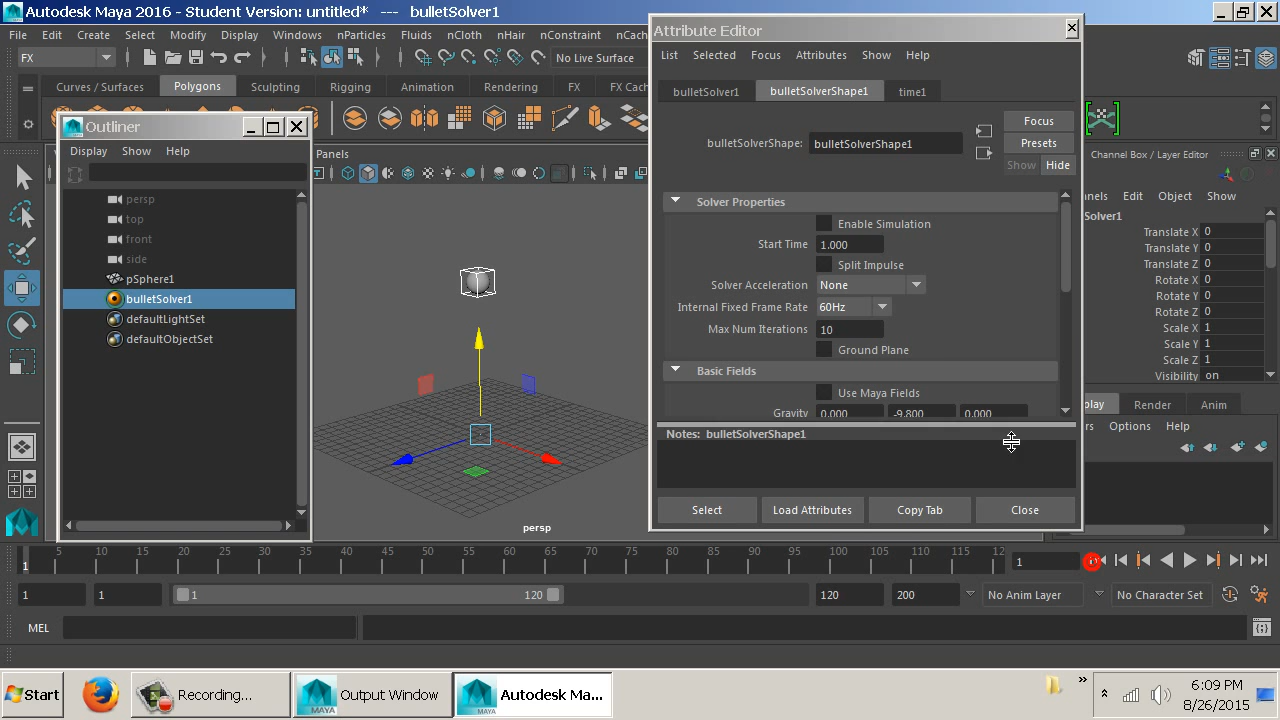 Autodesk Maya 2016 - Student Version: untitled* --- bulletSolver1
File Edit Create Select Modify Display Windows nParticles Fluids nCloth nHair nConstraint nCach
FX
No Live Surface
Curves / Surfaces Polygons Sculpting Rigging Animation Rendering FX FX Cach
Outliner
Display Show Help
persp
top
front
side
pSphere1
bulletSolver1
defaultLightSet
defaultObjectSet
Panels
persp
Attribute Editor
List Selected Focus Attributes Show Help
bulletSolver1 bulletSolverShape1 time1
bulletSolverShape: bulletSolverShape1
Focus
Presets
Show Hide
Solver Properties
Enable Simulation
Start Time 1.000
Split Impulse
Solver Acceleration None
Internal Fixed Frame Rate 60Hz
Max Num Iterations 10
Ground Plane
Basic Fields
Use Maya Fields
Gravity 0.000 -9.800 0.000
Notes: bulletSolverShape1
Select Load Attributes Copy Tab Close
Channel Box / Layer Editor
nels Edit Object Show
Solver1
Translate X 0
Translate Y 0
Translate Z 0
Rotate X 0
Rotate Y 0
Rotate Z 0
Scale X 1
Scale Y 1
Scale Z 1
Visibility on
play Render Anim
rs Options Help
5 10 15 20 25 30 35 40 45 50 55 60 65 70 75 80 85 90 95 100 105 110 115 12
1
1
1 1 1 120 120 200 No Anim Layer No Character Set
MEL
Start Recording... Output Window Autodesk Ma...
6:09 PM
8/26/2015